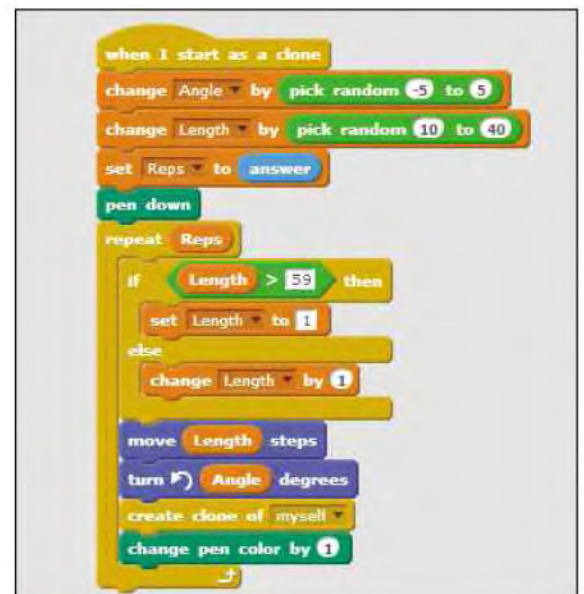 when I start as a clone
change Angle by pick random -5 to 5
change Length by pick random 10 to 40
set Reps to answer
pen down
repeat Reps
if Length > 59 then
set Length to 1
else
change Length by 1
move Length steps
turn Angle degrees
create clone of myself
change pen color by 1